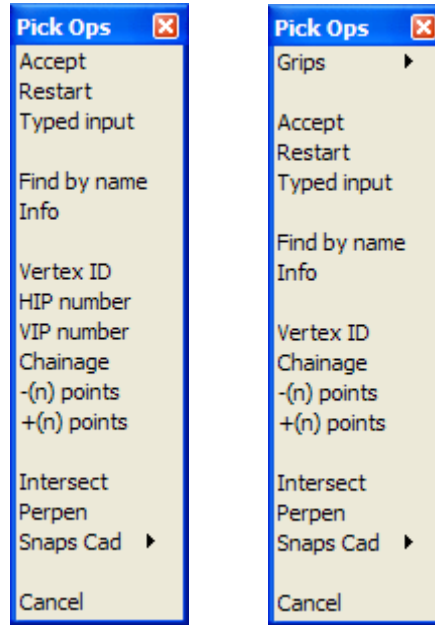 Pick Ops
Accept
Restart
Typed input
Find by name
Info
Vertex ID
HIP number
VIP number
Chainage
-(n) points
+(n) points
Intersect
Perpen
Snaps Cad
Cancel
Pick Ops
Grips
Accept
Restart
Typed input
Find by name
Info
Vertex ID
Chainage
-(n) points
+(n) points
Intersect
Perpen
Snaps Cad
Cancel